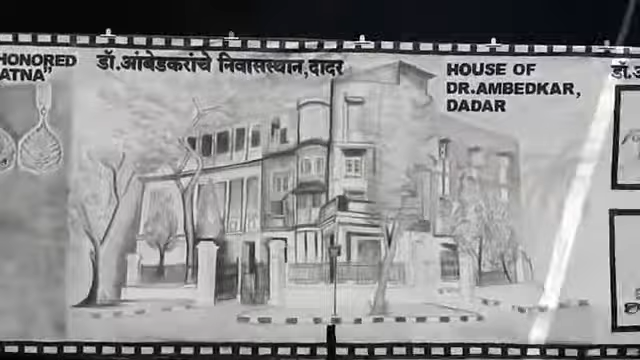 HONORED
ATNA"
डॉ.आंबेडकरांचे निवासस्थान,दादर
HOUSE OF
DR.AMBEDKAR,
DADAR